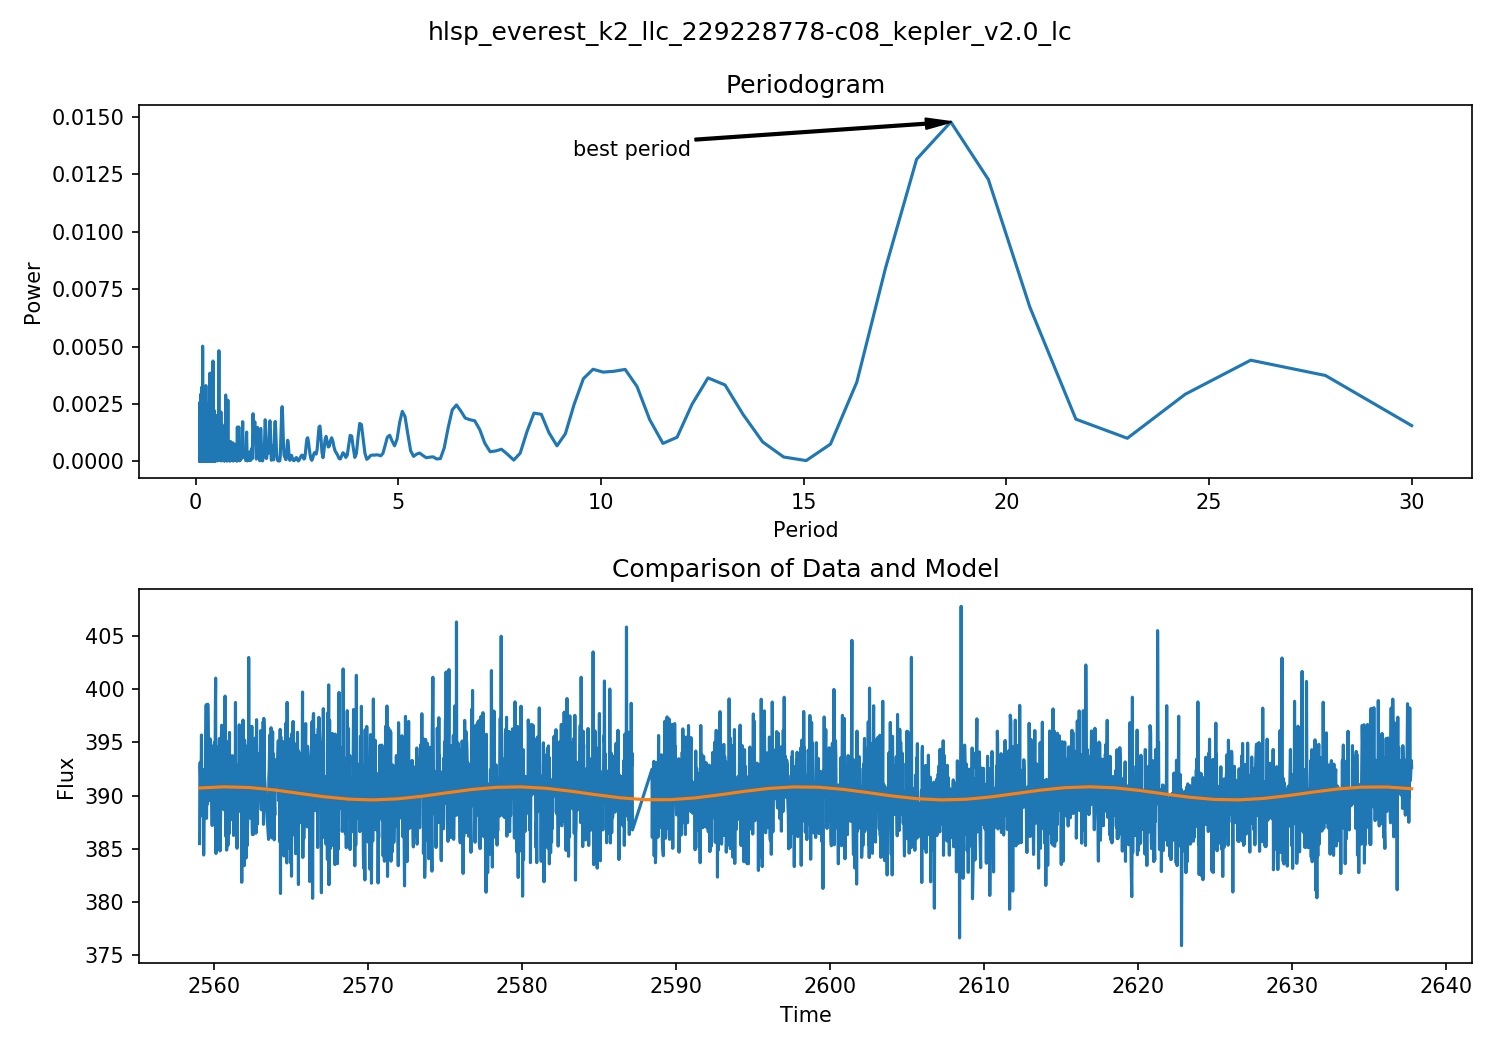 hlsp_everest_k2_llc_229228778-c08_kepler_v2.0_lc
Periodogram
0.0150
0.0125
0.0100
0.0075
0.0050
0.0025
0.0000
Power
best period
0 5 10 15 20 25 30
Period
Comparison of Data and Model
405
400
395
390
385
380
375
Flux
2560 2570 2580 2590 2600 2610 2620 2630 2640
Time